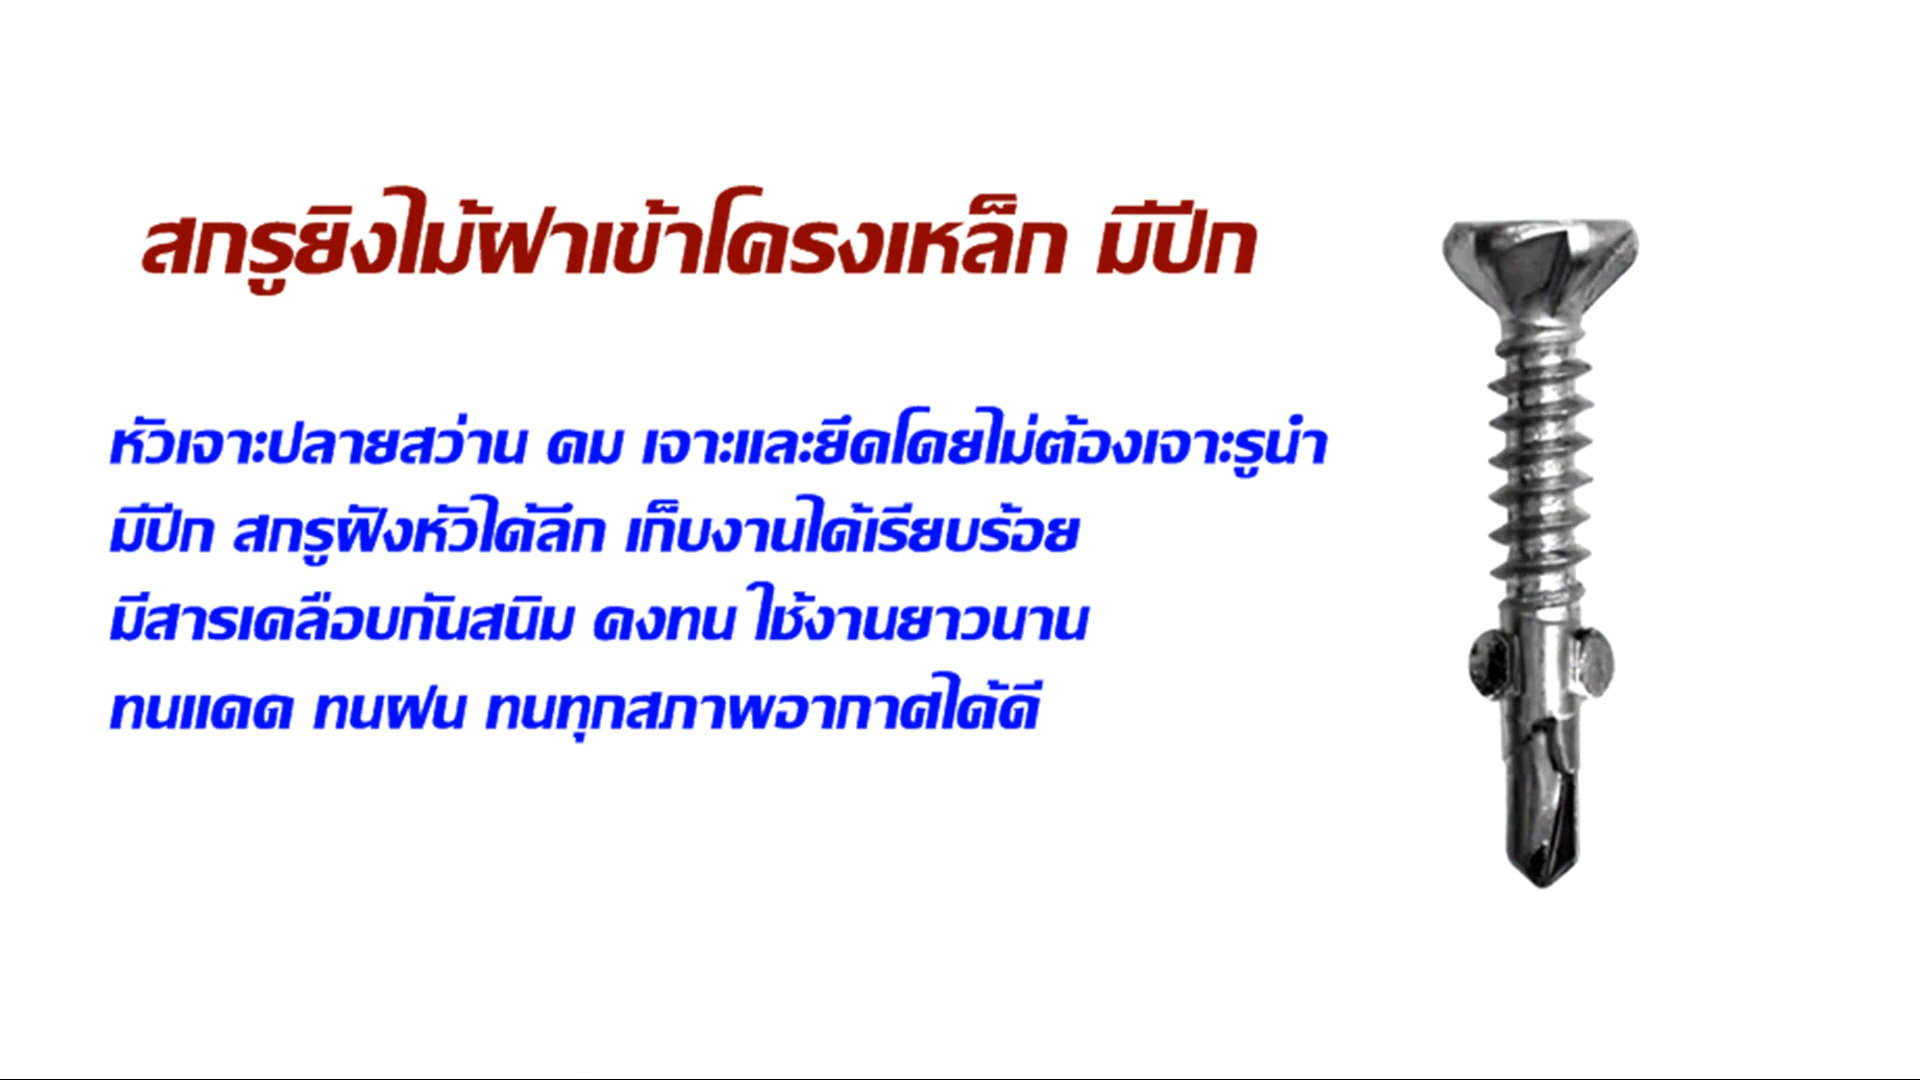 สกรูยิงไม้ฝาเข้าโครงเหล็ก มีปีก
หัวเจาะปลายสว่าน คม เจาะและยึดโดยไม่ต้องเจาะรูนำ
มีปีก สกรูฝังหัวได้ลึก เก็บงานได้เรียบร้อย
มีสารเคลือบกันสนิม คงทน ใช้งานยาวนาน
ทนแดด ทนฝน ทนทุกสภาพอากาศได้ดี